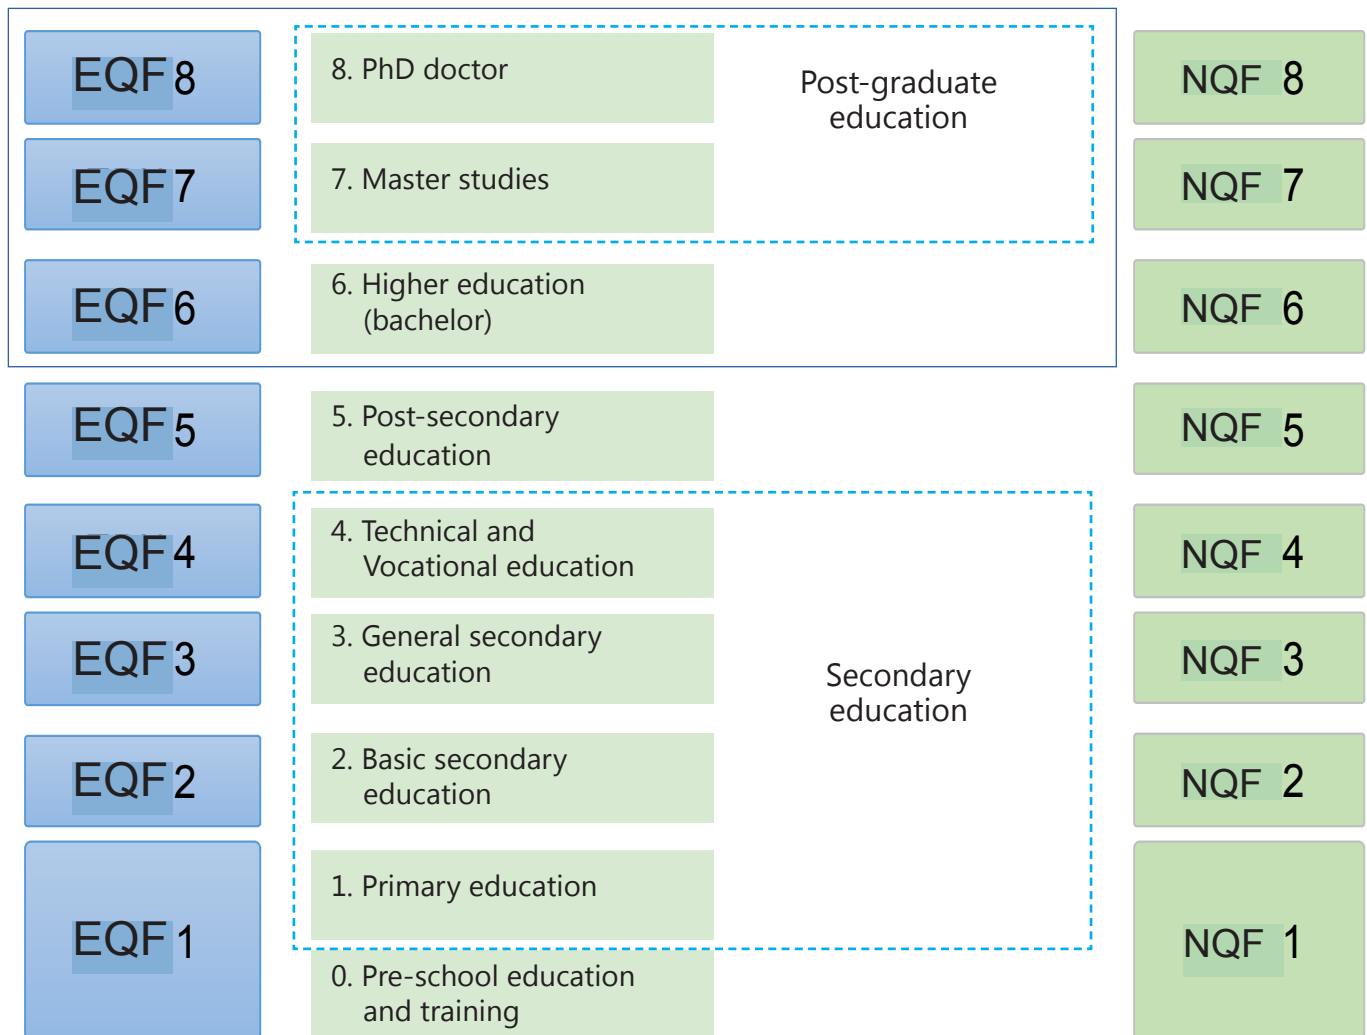 EQF 8
8. PhD doctor
Post-graduate
education
NQF 8
EQF 7
7. Master studies
NQF 7
EQF 6
6. Higher education
(bachelor)
NQF 6
EQF 5
5. Post-secondary
education
NQF 5
EQF 4
4. Technical and
Vocational education
NQF 4
EQF 3
3. General secondary
education
Secondary
education
NQF 3
EQF 2
2. Basic secondary
education
NQF 2
EQF 1
1. Primary education
0. Pre-school education
and training
NQF 1